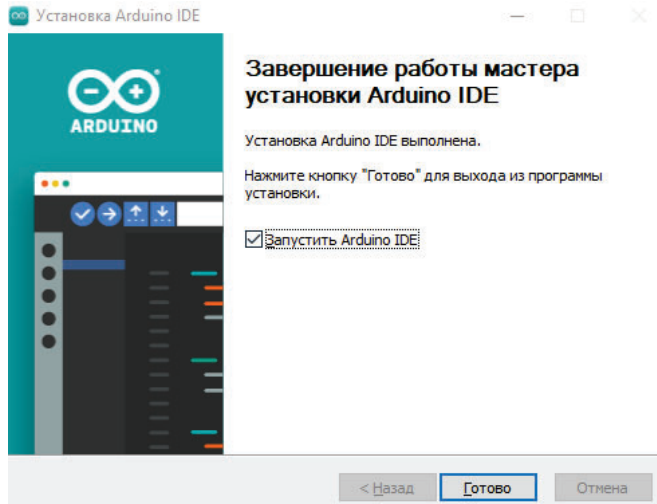 Установка Arduino IDE
ARDUINO
Завершение работы мастера
установки Arduino IDE
Установка Arduino IDE выполнена.
Нажмите кнопку "Готово" для выхода из программы
установки.
Запустить Arduino IDE
< Назад
Готово
Отмена